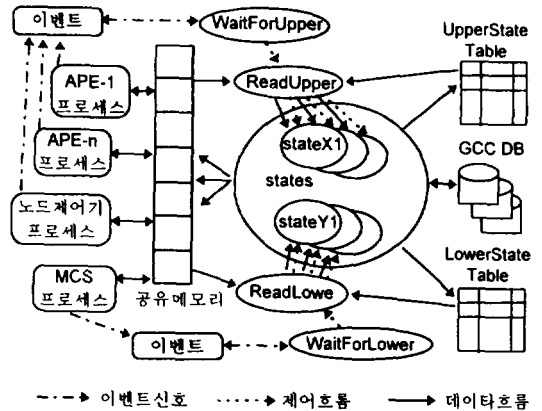 이벤트
WaitForUpper
UpperState
Table
APE-1
프로세스
ReadUpper
APE-n
프로세스
stateX1
GCC DB
states
노드제어기
프로세스
stateY1
LowerState
Table
MCS
프로세스
공유메모리
ReadLowe
이벤트
WaitForLower
이벤트신호
제어흐름
데이타흐름